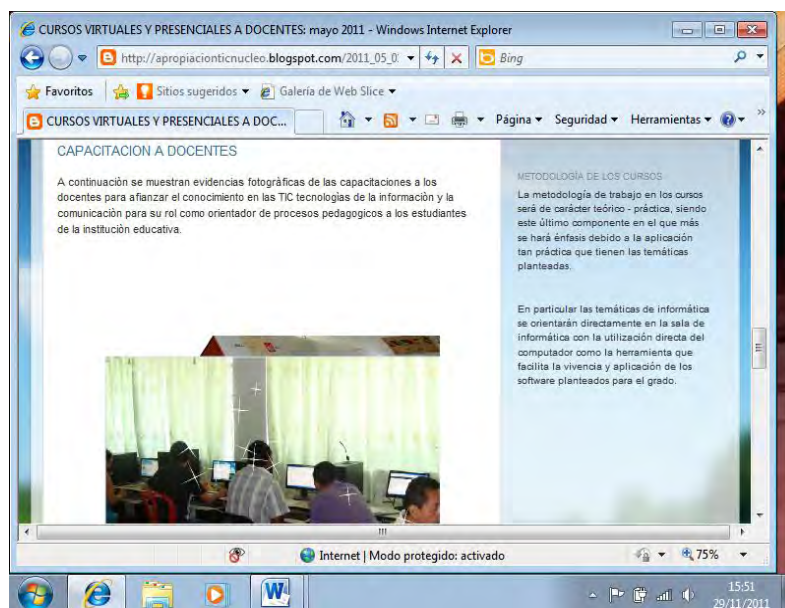 CURSOS VIRTUALES Y PRESENCIALES A DOCENTES: mayo 2011 - Windows Internet Explorer
http://apropiacionticnucleo.blogspot.com/2011_05_0
Bing
Favoritos
Sitios sugeridos
Galería de Web Slice
CURSOS VIRTUALES Y PRESENCIALES A DOC...
Página
Seguridad
Herramientas
CAPACITACION A DOCENTES
A continuaciòn se muestran evidencias fotogràficas de las capacitaciones a los
docentes para afianzar el conocimiento en las TIC tecnologìas de la informaciòn y la
comunicaciòn para su rol como orientador de procesos pedagogicos a los estudiantes
de la instituciòn educativa.
METODOLOGÍA DE LOS CURSOS
La metodología de trabajo en los cursos
será de carácter teórico - práctica, siendo
este último componente en el que más
se hará énfasis debido a la aplicación
tan práctica que tienen las temáticas
planteadas.
En particular las temáticas de informática
se orientarán directamente en la sala de
informática con la utilización directa del
computador como la herramienta que
facilita la vivencia y aplicación de los
software planteados para el grado.
Internet | Modo protegido: activado
75%
15:51
29/11/2011